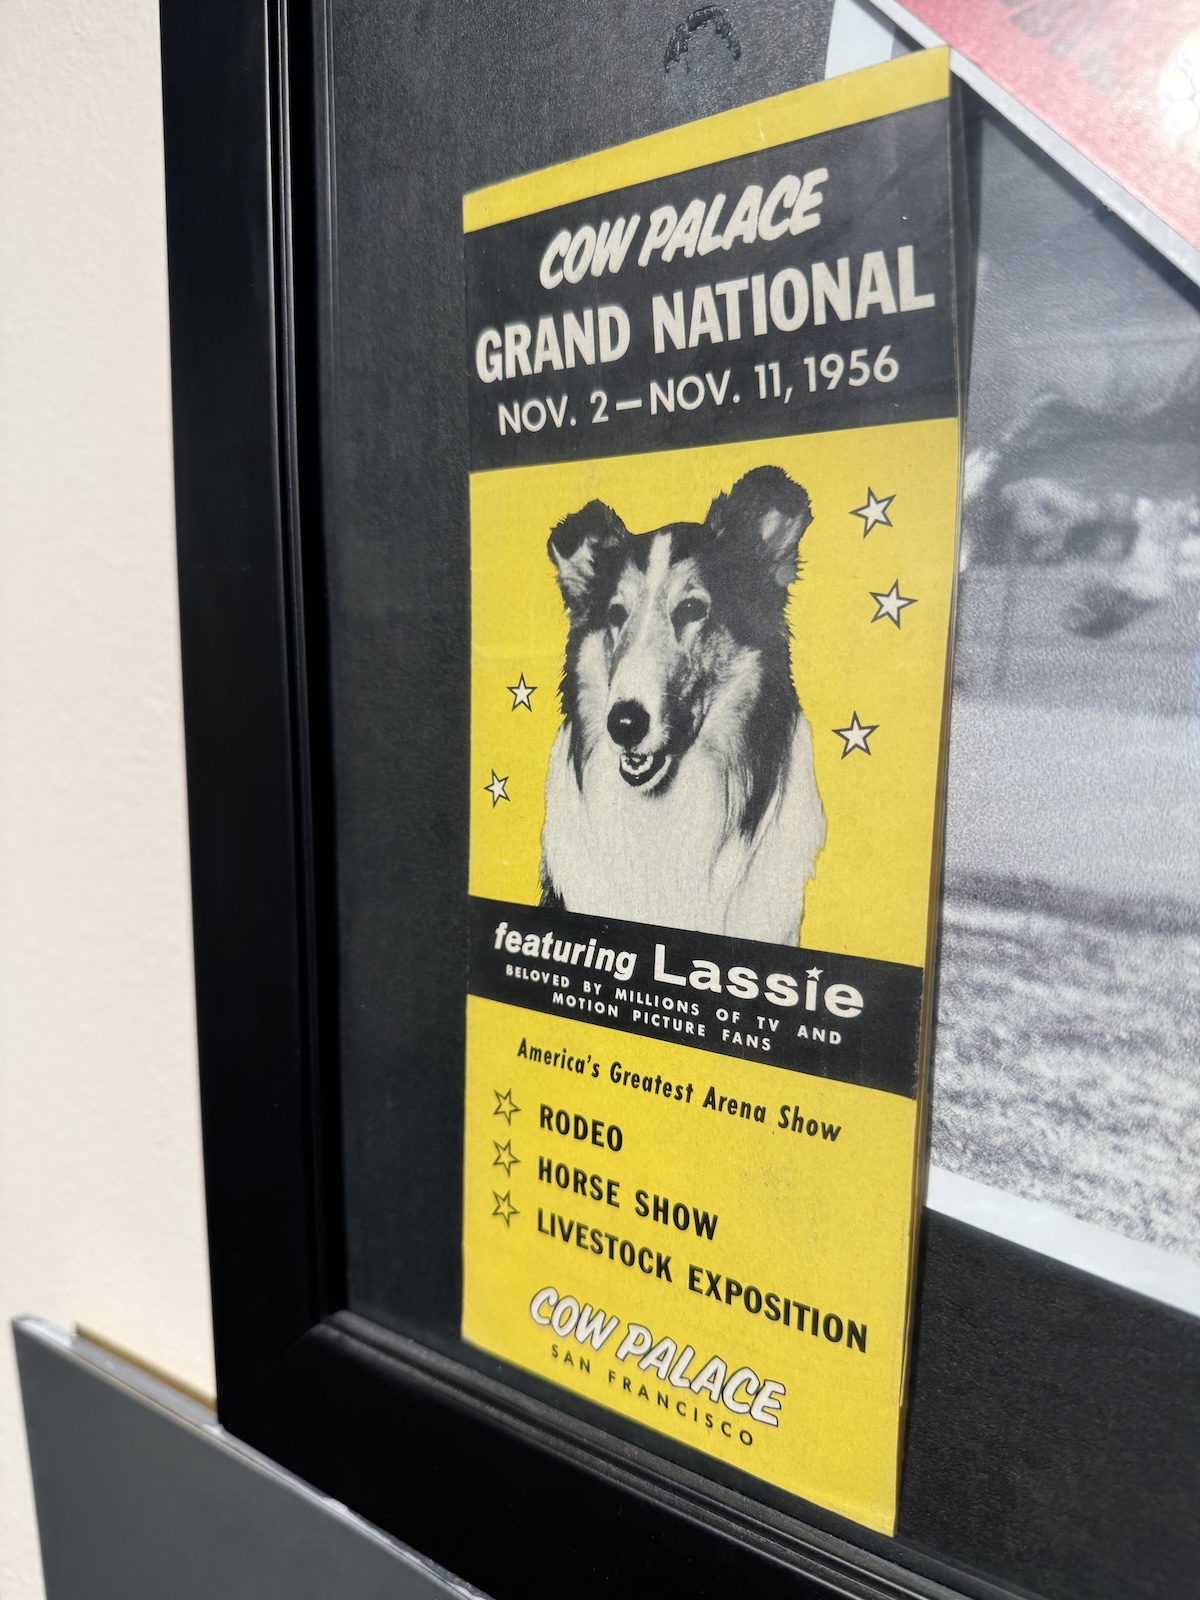 COW PALACE
GRAND NATIONAL
NOV. 2 — NOV. 11, 1956
featuring Lassie
BELOVED BY MILLIONS OF TV AND
MOTION PICTURE FANS
America's Greatest Arena Show
RODEO
HORSE SHOW
LIVESTOCK EXPOSITION
COW PALACE
SAN FRANCISCO